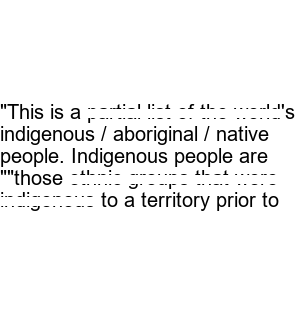 "This is a partial list of the world's
indigenous / aboriginal / native
people. Indigenous people are
""those ethnic groups that were
indigenous to a territory prior to